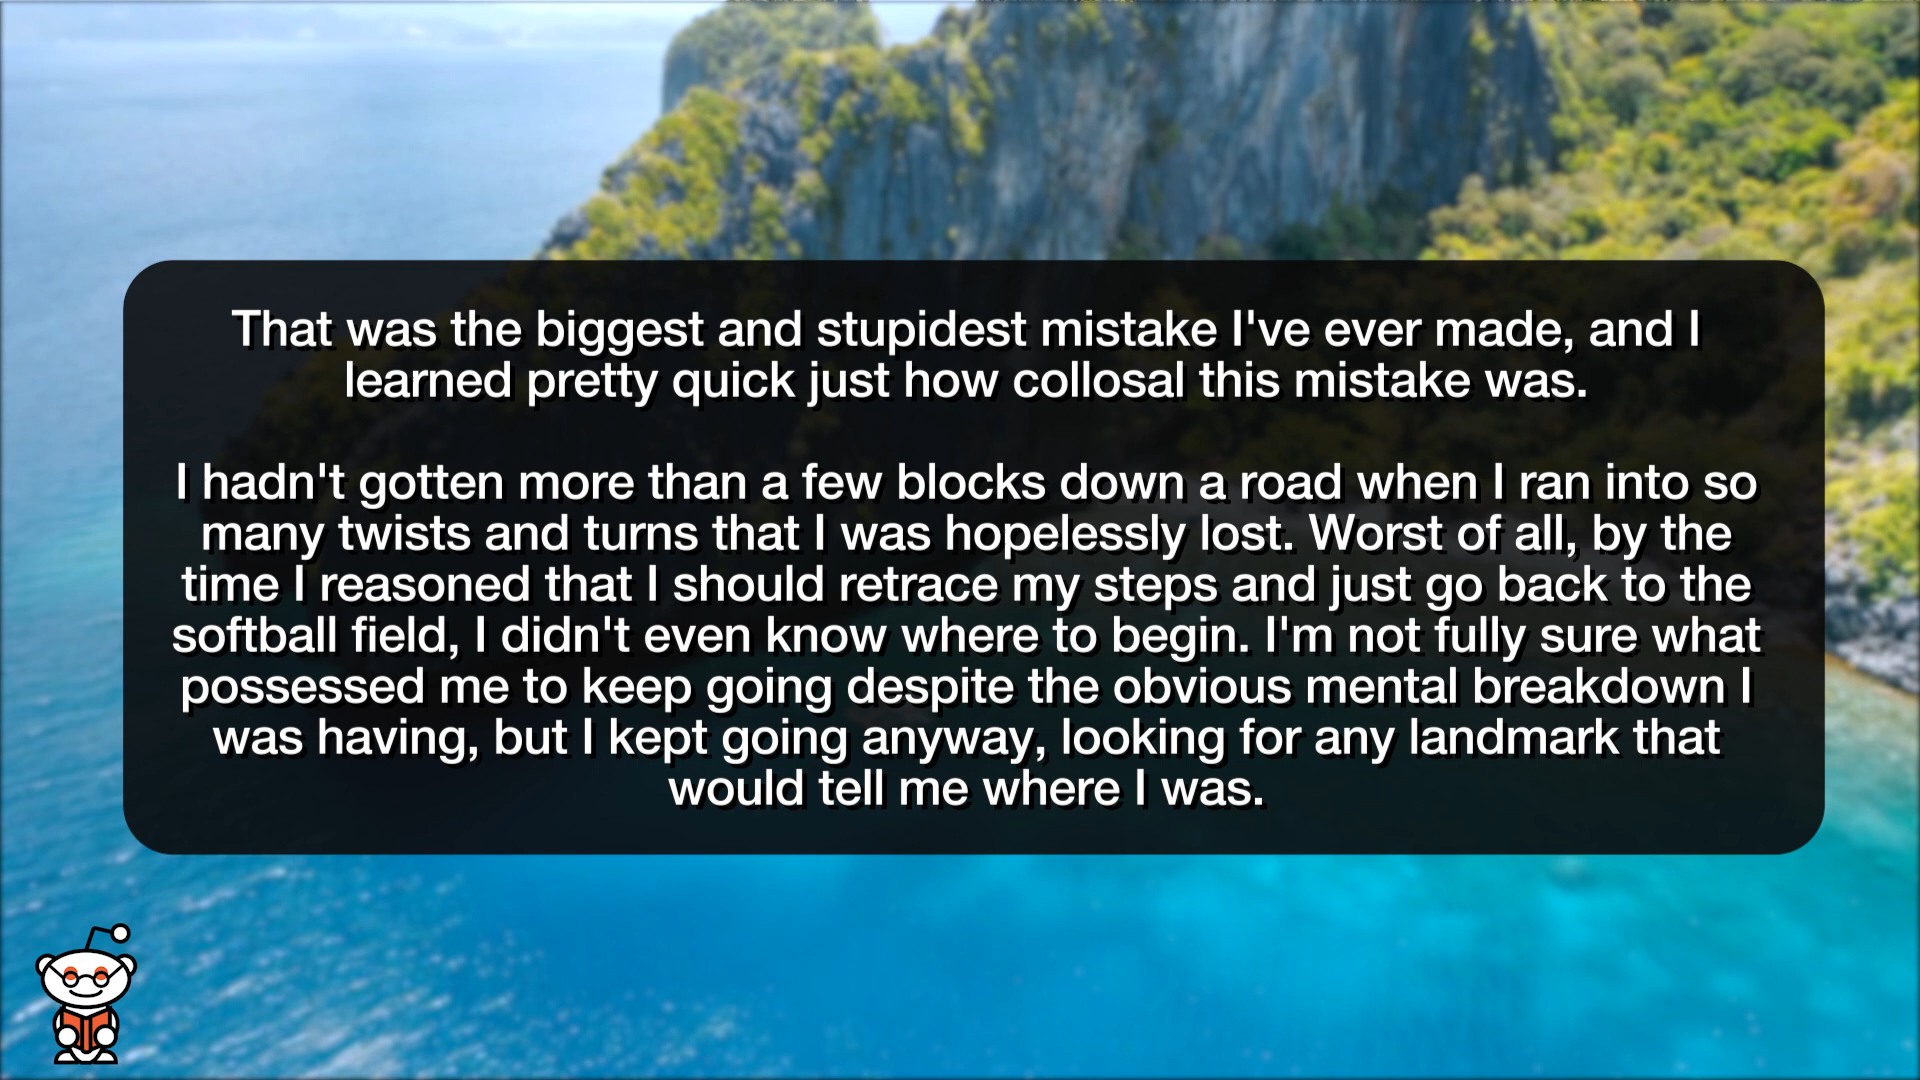 That was the biggest and stupidest mistake I've ever made, and I
learned pretty quick just how collosal this mistake was.
I hadn't gotten more than a few blocks down a road when I ran into so
many twists and turns that I was hopelessly lost. Worst of all, by the
time I reasoned that I should retrace my steps and just go back to the
softball field, I didn't even know where to begin. I'm not fully sure what
possessed me to keep going despite the obvious mental breakdown I
was having, but I kept going anyway, looking for any landmark that
would tell me where I was.